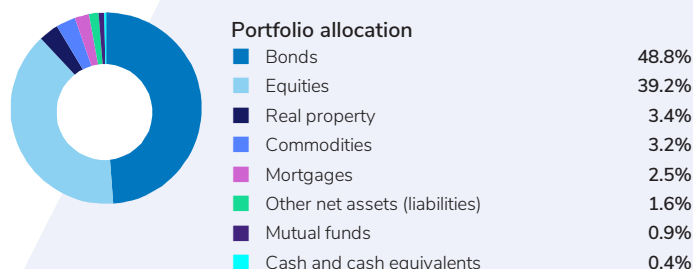 Portfolio allocation
Bonds 48.8%
Equities 39.2%
Real property 3.4%
Commodities 3.2%
Mortgages 2.5%
Other net assets (liabilities) 1.6%
Mutual funds 0.9%
Cash and cash equivalents 0.4%